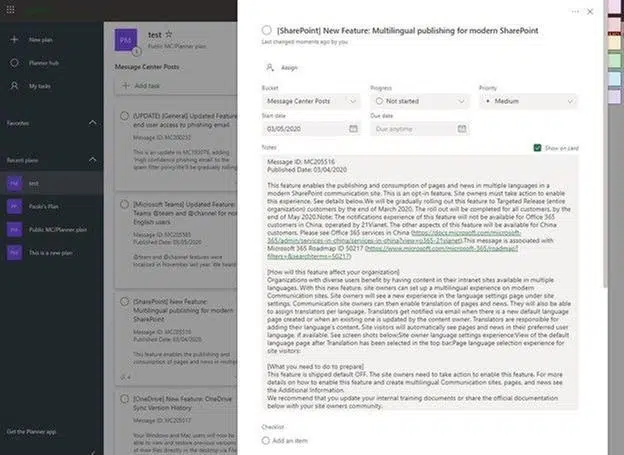 New plan
Planner hub
My tasks
Favorites
Recent plans
PM test
PM Paolo's Plan
PM Public MC/Planner plan
PM This is a new plan
Get the Planner app
PM test
Public MC Planner plan
Message Center Posts
Add task
(UPDATE) [General] Updated Feature
end user access to phishing email
Message ID: MC200232
This is an update to MC193076, adding
"High confidence phishing email" to the
spam filter policy. We'll be gradually rolling
[Microsoft Teams] Updated Feature:
Teams @team and @channel for non
English users
Message ID: MC205585
Published Date: 03/05/2020
@team and @channel features were
localised in November last year. We heard
[SharePoint] New Feature:
Multilingual publishing for modern
SharePoint
Message ID: MC205516
Published Date: 03/04/2020
This feature enables the publishing and
consumption of pages and news in multiple
4
[OneDrive] New Feature: OneDrive
Sync Version History
Message ID: MC205417
Your Windows and Mac users will now be
able to see and restore previous versions
of their files directly in the desktop via File
[SharePoint] New Feature: Multilingual publishing for modern SharePoint
Last changed moments ago by you
Assign
Bucket Progress Priority
Message Center Posts Not started Medium
Start date Due date
03/05/2020 Due anytime
Notes Show on card
Message ID: MC205516
Published Date: 03/04/2020
This feature enables the publishing and consumption of pages and news in multiple languages in a
modern SharePoint communication site. This is an opt-in feature. Site owners must take action to enable
this experience. See details below.We will be gradually rolling out this feature to Targeted Release (entire
organization) customers by the end of March 2020. The roll out will be completed for all customers, by the
end of May 2020.Note: The notifications experience of this feature will not be available for Office 365
customers in China, operated by 21Vianet. The other aspects of this feature will be available for China
customers. Please see Office 365 services in China (https://docs.microsoft.com/microsoft-
365/admin/services-in-china/services-in-china?view=o365-21vianet).This message is associated with
Microsoft 365 Roadmap ID 50217 (https://www.microsoft.com/microsoft-365/roadmap?
filters=&searchterms=50217)
[How will this feature affect your organization]
Organizations with diverse users benefit by having content in their intranet sites available in multiple
languages. With this new feature, site owners can set up a multilingual experience on modern
Communication sites. Site owners will see a new experience in the language settings page under site
settings. Communication site owners can then enable translation of pages and news. They will also be able
to assign translators per language. Translators get notified via email when there is a new default language
page created or when an existing one is updated by the content owner. Translators are responsible for
adding their language's content. Site visitors will automatically see pages and news in their preferred user
language, if available. See screen shots below:Site owner language settings experience:View of the default
language page after Translation has been selected in the top bar:Page language selection experience for
site visitors:
[What you need to do to prepare]
This feature is shipped default OFF. The site owners need to take action to enable this feature. For more
details on how to enable this feature and create multilingual Communication sites, pages, and news see
the Additional Information.
We recommend that you update your internal training documents or share the official documentation
below with your site owners community.
Checklist
Add an item